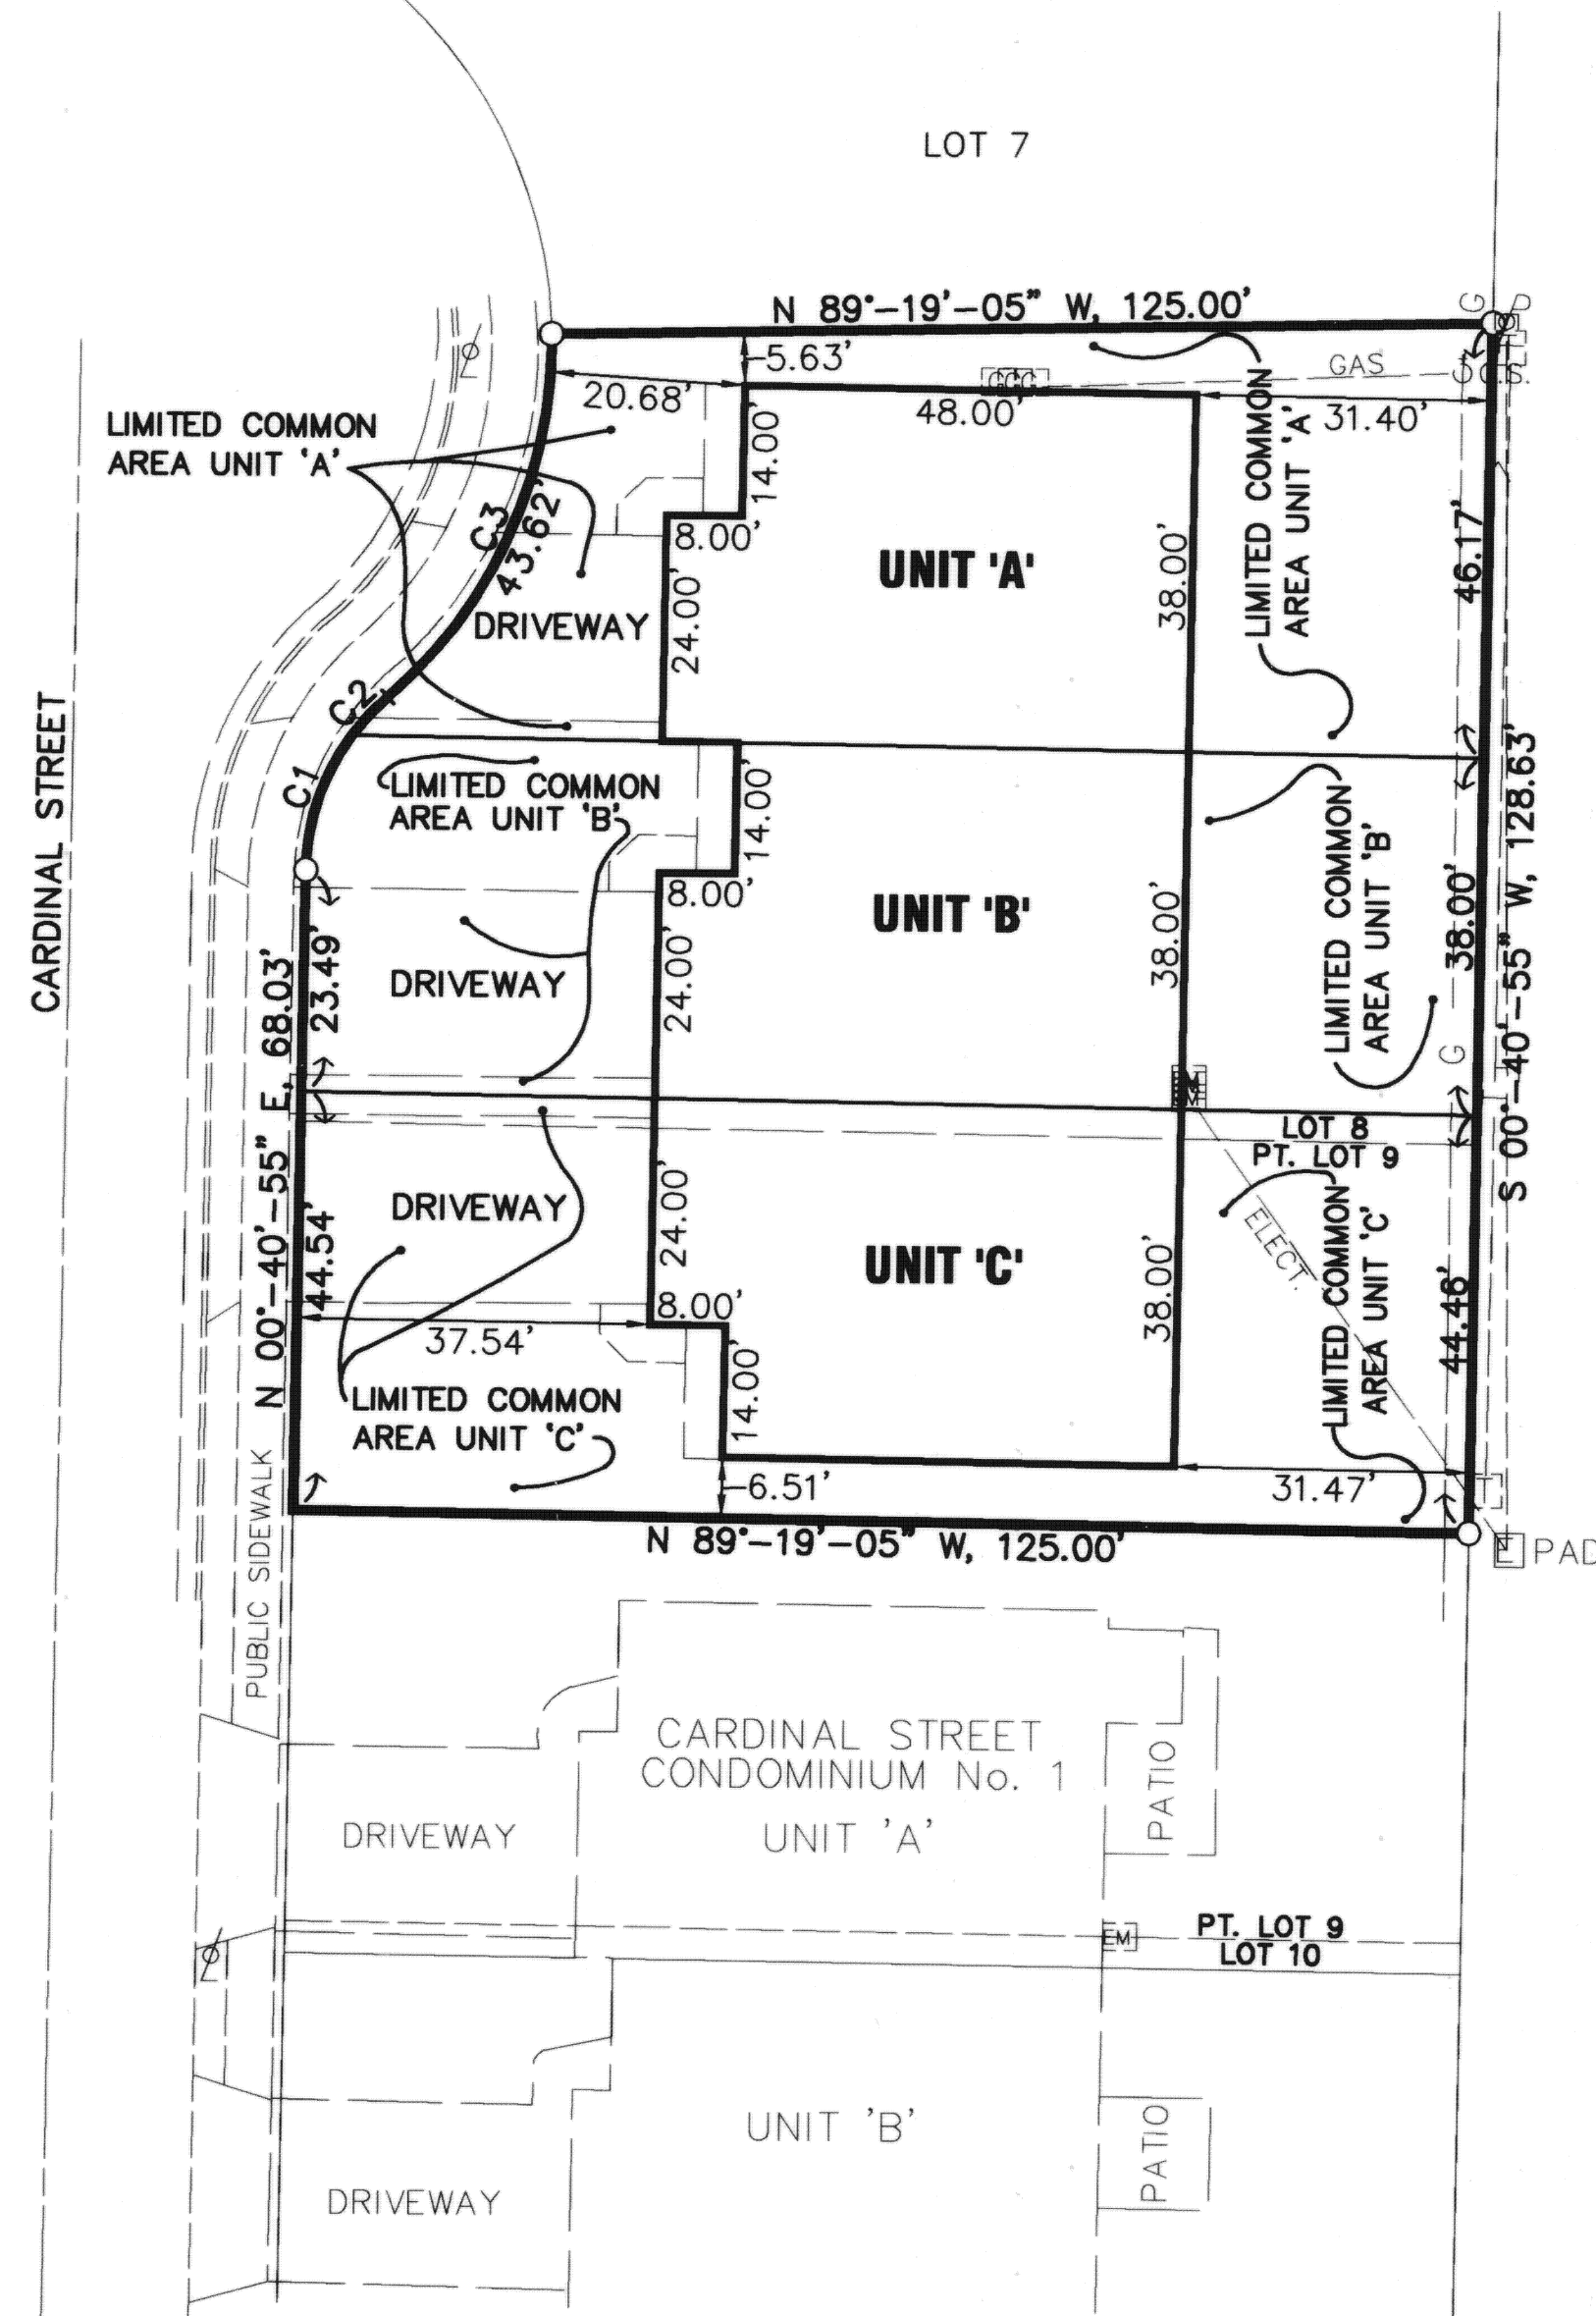 LOT 7
N 89°-19'-05" W, 125.00'
G
P
5.63'
GAS
20.68'
48.00'
31.40'
LIMITED COMMON
AREA UNIT 'A'
14.00'
LIMITED COMMON
AREA UNIT 'A'
C3
43.62'
8.00'
UNIT 'A'
38.00'
46.17'
DRIVEWAY
24.00'
C2
CARDINAL STREET
C1
LIMITED COMMON
AREA UNIT 'B'
14.00'
S 00°-40'-55" W, 128.63'
8.00'
UNIT 'B'
38.00'
LIMITED COMMON
AREA UNIT 'B'
38.00'
N 00°-40'-55" E, 68.03'
23.49'
DRIVEWAY
24.00'
G
LOT 8
PT. LOT 9
DRIVEWAY
24.00'
44.54'
UNIT 'C'
38.00'
ELECT.
LIMITED COMMON
AREA UNIT 'C'
44.46'
8.00'
37.54'
14.00'
LIMITED COMMON
AREA UNIT 'C'
6.51'
31.47'
T
N 89°-19'-05" W, 125.00'
E PAD
PUBLIC SIDEWALK
CARDINAL STREET
CONDOMINIUM No. 1
UNIT 'A'
DRIVEWAY
PATIO
EM
PT. LOT 9
LOT 10
UNIT 'B'
PATIO
DRIVEWAY